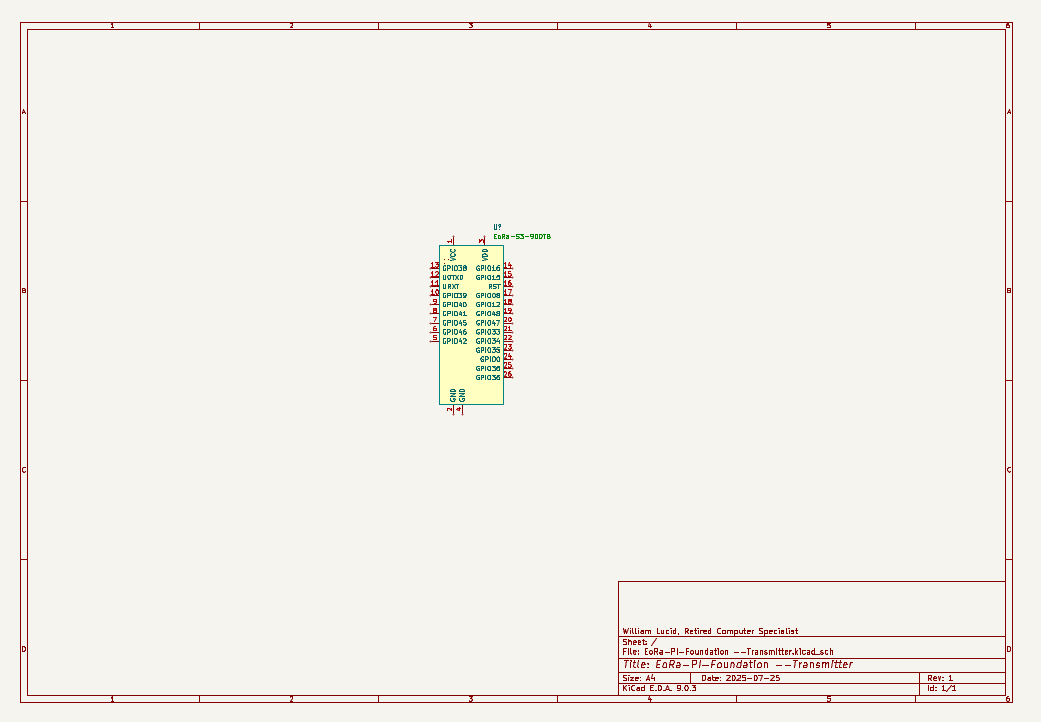 1 2 3 4 5 6
A A
U?
EoRa-S3-900TB
1 3
VCC VDD
13 GPIO38 GPIO16 14
12 U0TXD GPIO15 15
11 URXT RST 16
10 GPIO39 GPIO08 17
B B
9 GPIO40 GPIO12 18
8 GPIO41 GPIO48 19
7 GPIO45 GPIO47 20
6 GPIO46 GPIO33 21
5 GPIO42 GPIO34 22
GPIO35 23
GPIO0 24
GPIO36 25
GPIO36 26
GND GND
2 4
C C
William Lucid, Retired Computer Specialist
Sheet: /
File: EoRa-PI-Foundation --Transmitter.kicad_sch
D D
Title: EoRa-PI-Foundation --Transmitter
Size: A4 Date: 2025-07-25 Rev: 1
KiCad E.D.A. 9.0.3 Id: 1/1
1 2 3 4 5 6